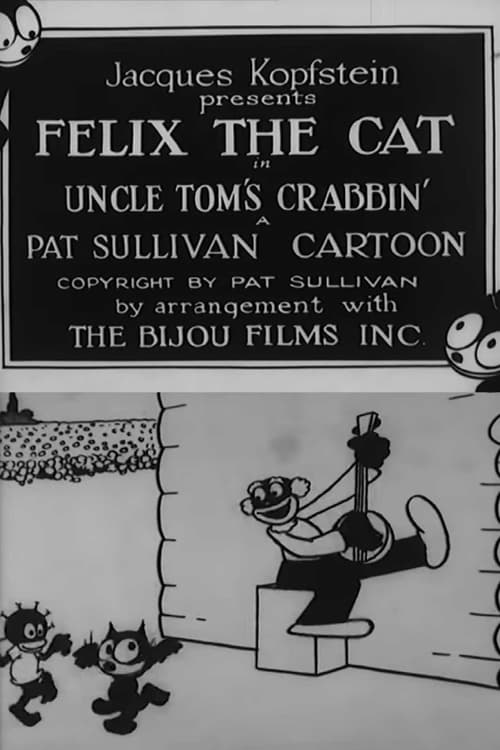 Jacques Kopfstein
presents
FELIX THE CAT
in
UNCLE TOM'S CRABBIN'
A
PAT SULLIVAN CARTOON
COPYRIGHT BY PAT SULLIVAN
by arrangement with
THE BIJOU FILMS INC.